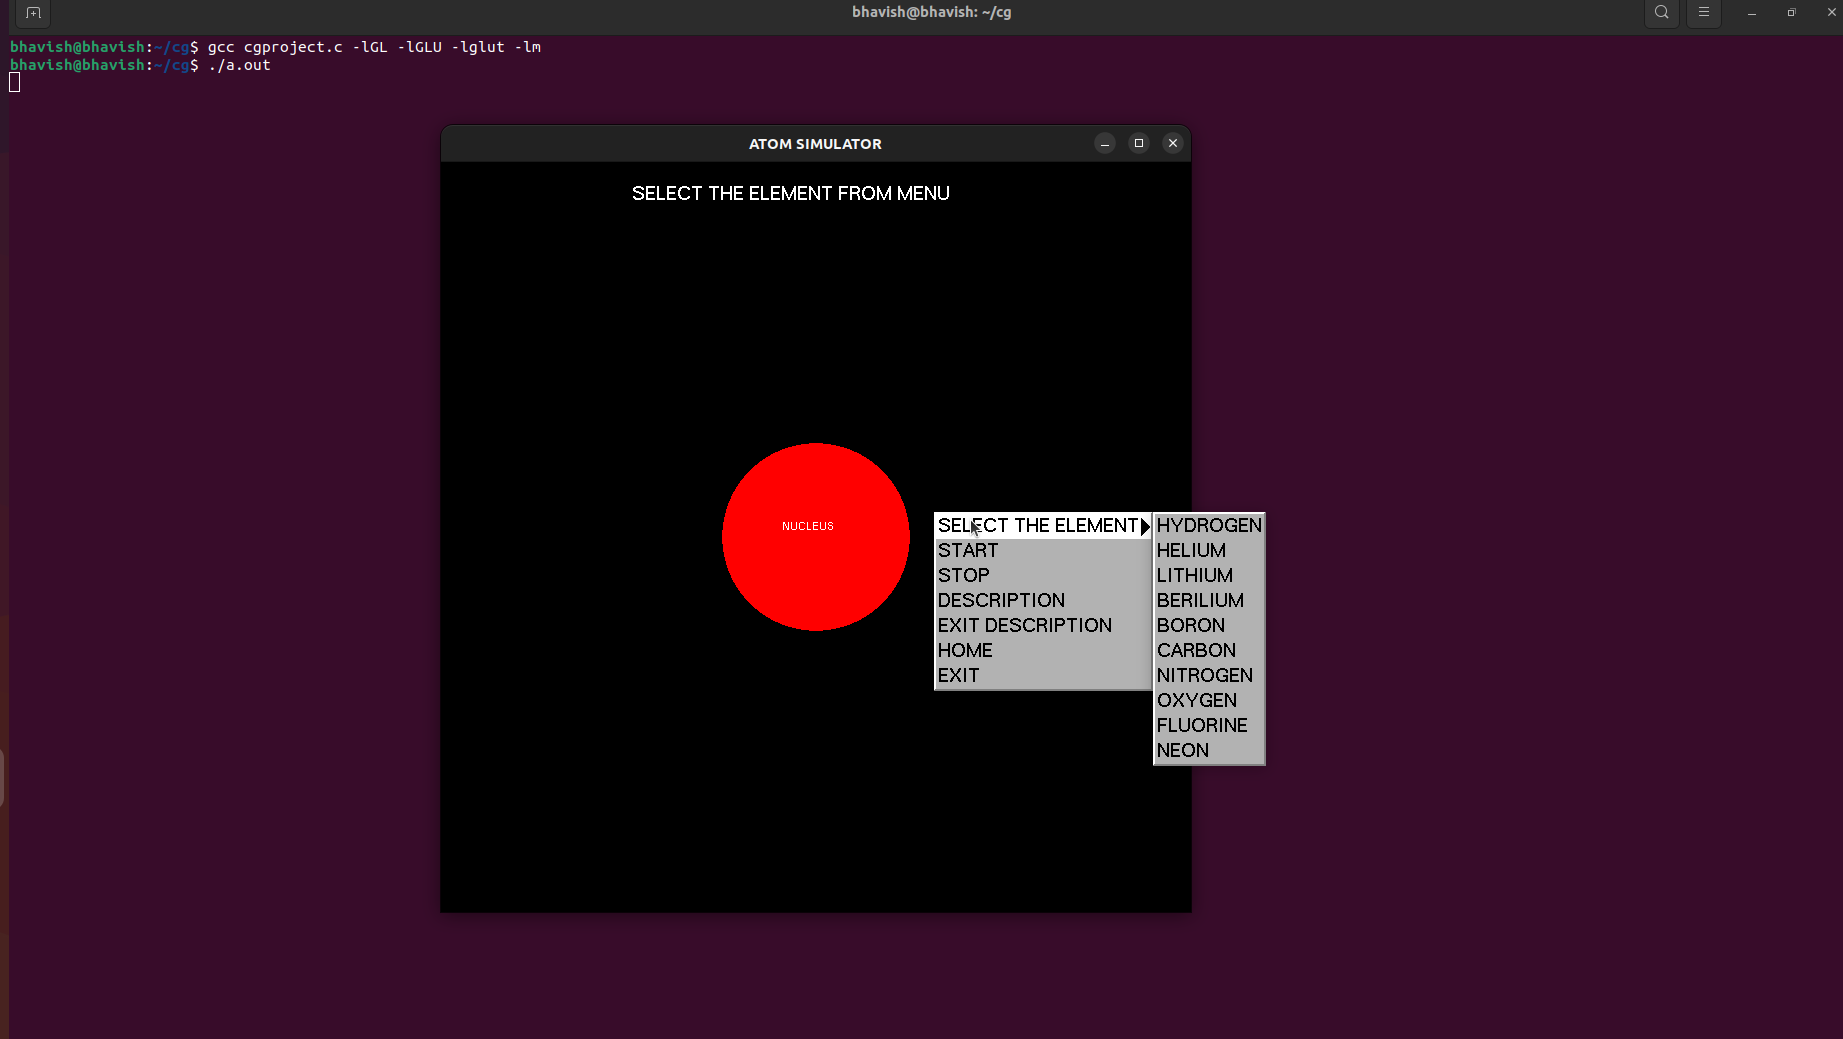 bhavish@bhavish: ~/cg
bhavish@bhavish:~/cg$ gcc cgproject.c -lGL -lGLU -lglut -lm
bhavish@bhavish:~/cg$ ./a.out
ATOM SIMULATOR
SELECT THE ELEMENT FROM MENU
NUCLEUS
SELECT THE ELEMENT
START
STOP
DESCRIPTION
EXIT DESCRIPTION
HOME
EXIT
HYDROGEN
HELIUM
LITHIUM
BERILIUM
BORON
CARBON
NITROGEN
OXYGEN
FLUORINE
NEON